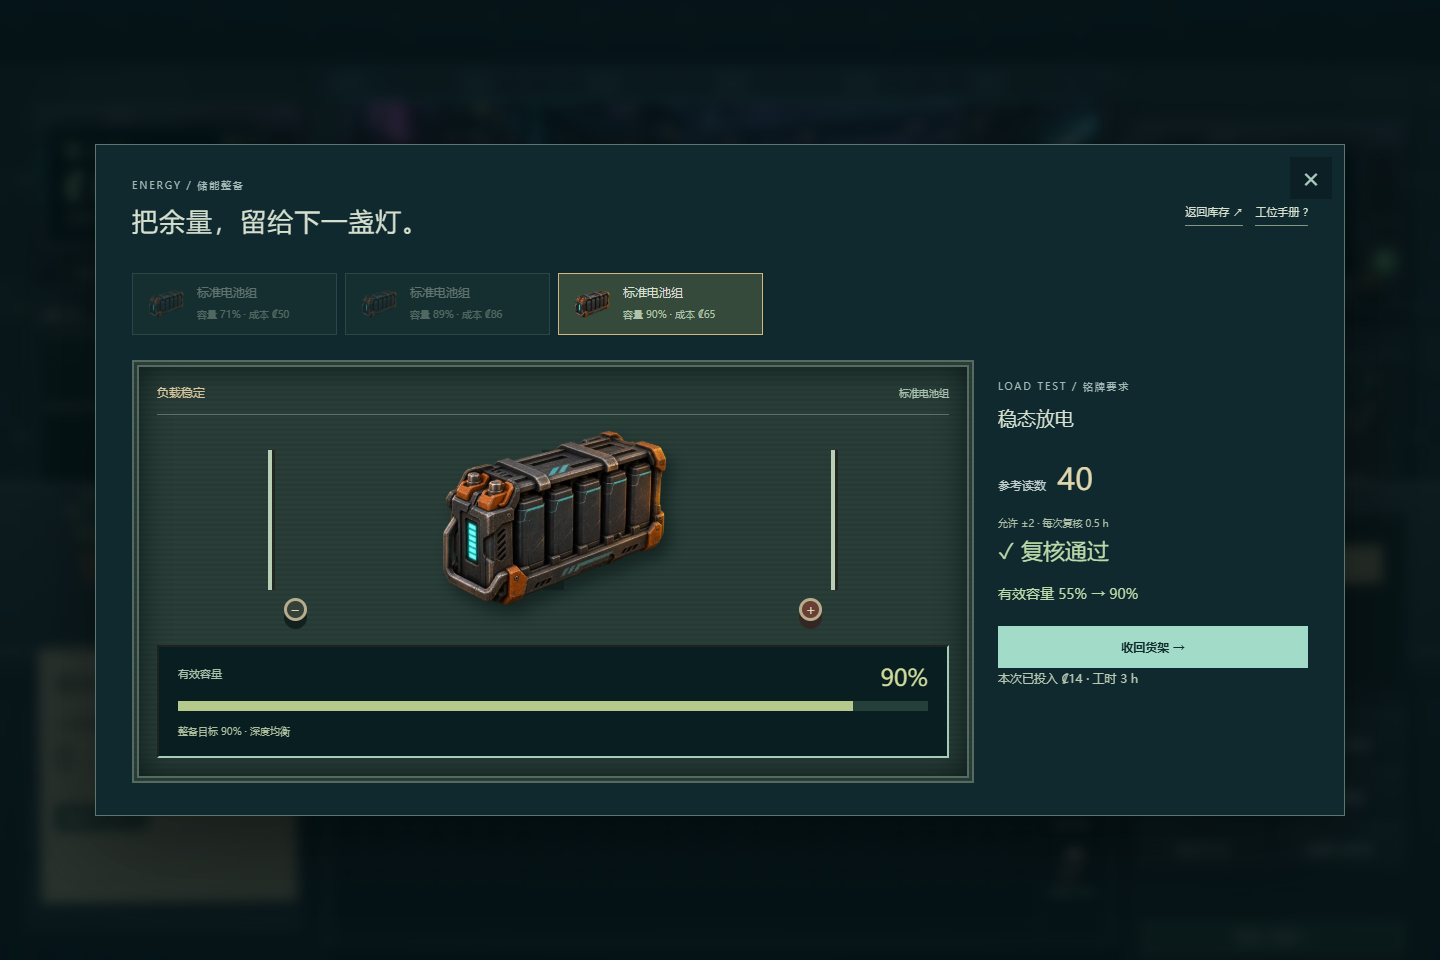 ENERGY / 储能整备
把余量，留给下一盏灯。
返回库存 ↗ 工位手册 ?
标准电池组
容量 71% · 成本 ₡50
标准电池组
容量 89% · 成本 ₡86
标准电池组
容量 90% · 成本 ₡65
负载稳定
标准电池组
− +
有效容量
90%
整备目标 90% · 深度均衡
LOAD TEST / 铭牌要求
稳态放电
参考读数 40
允许 ±2 · 每次复核 0.5 h
✓ 复核通过
有效容量 55% → 90%
收回货架 →
本次已投入 ₡14 · 工时 3 h